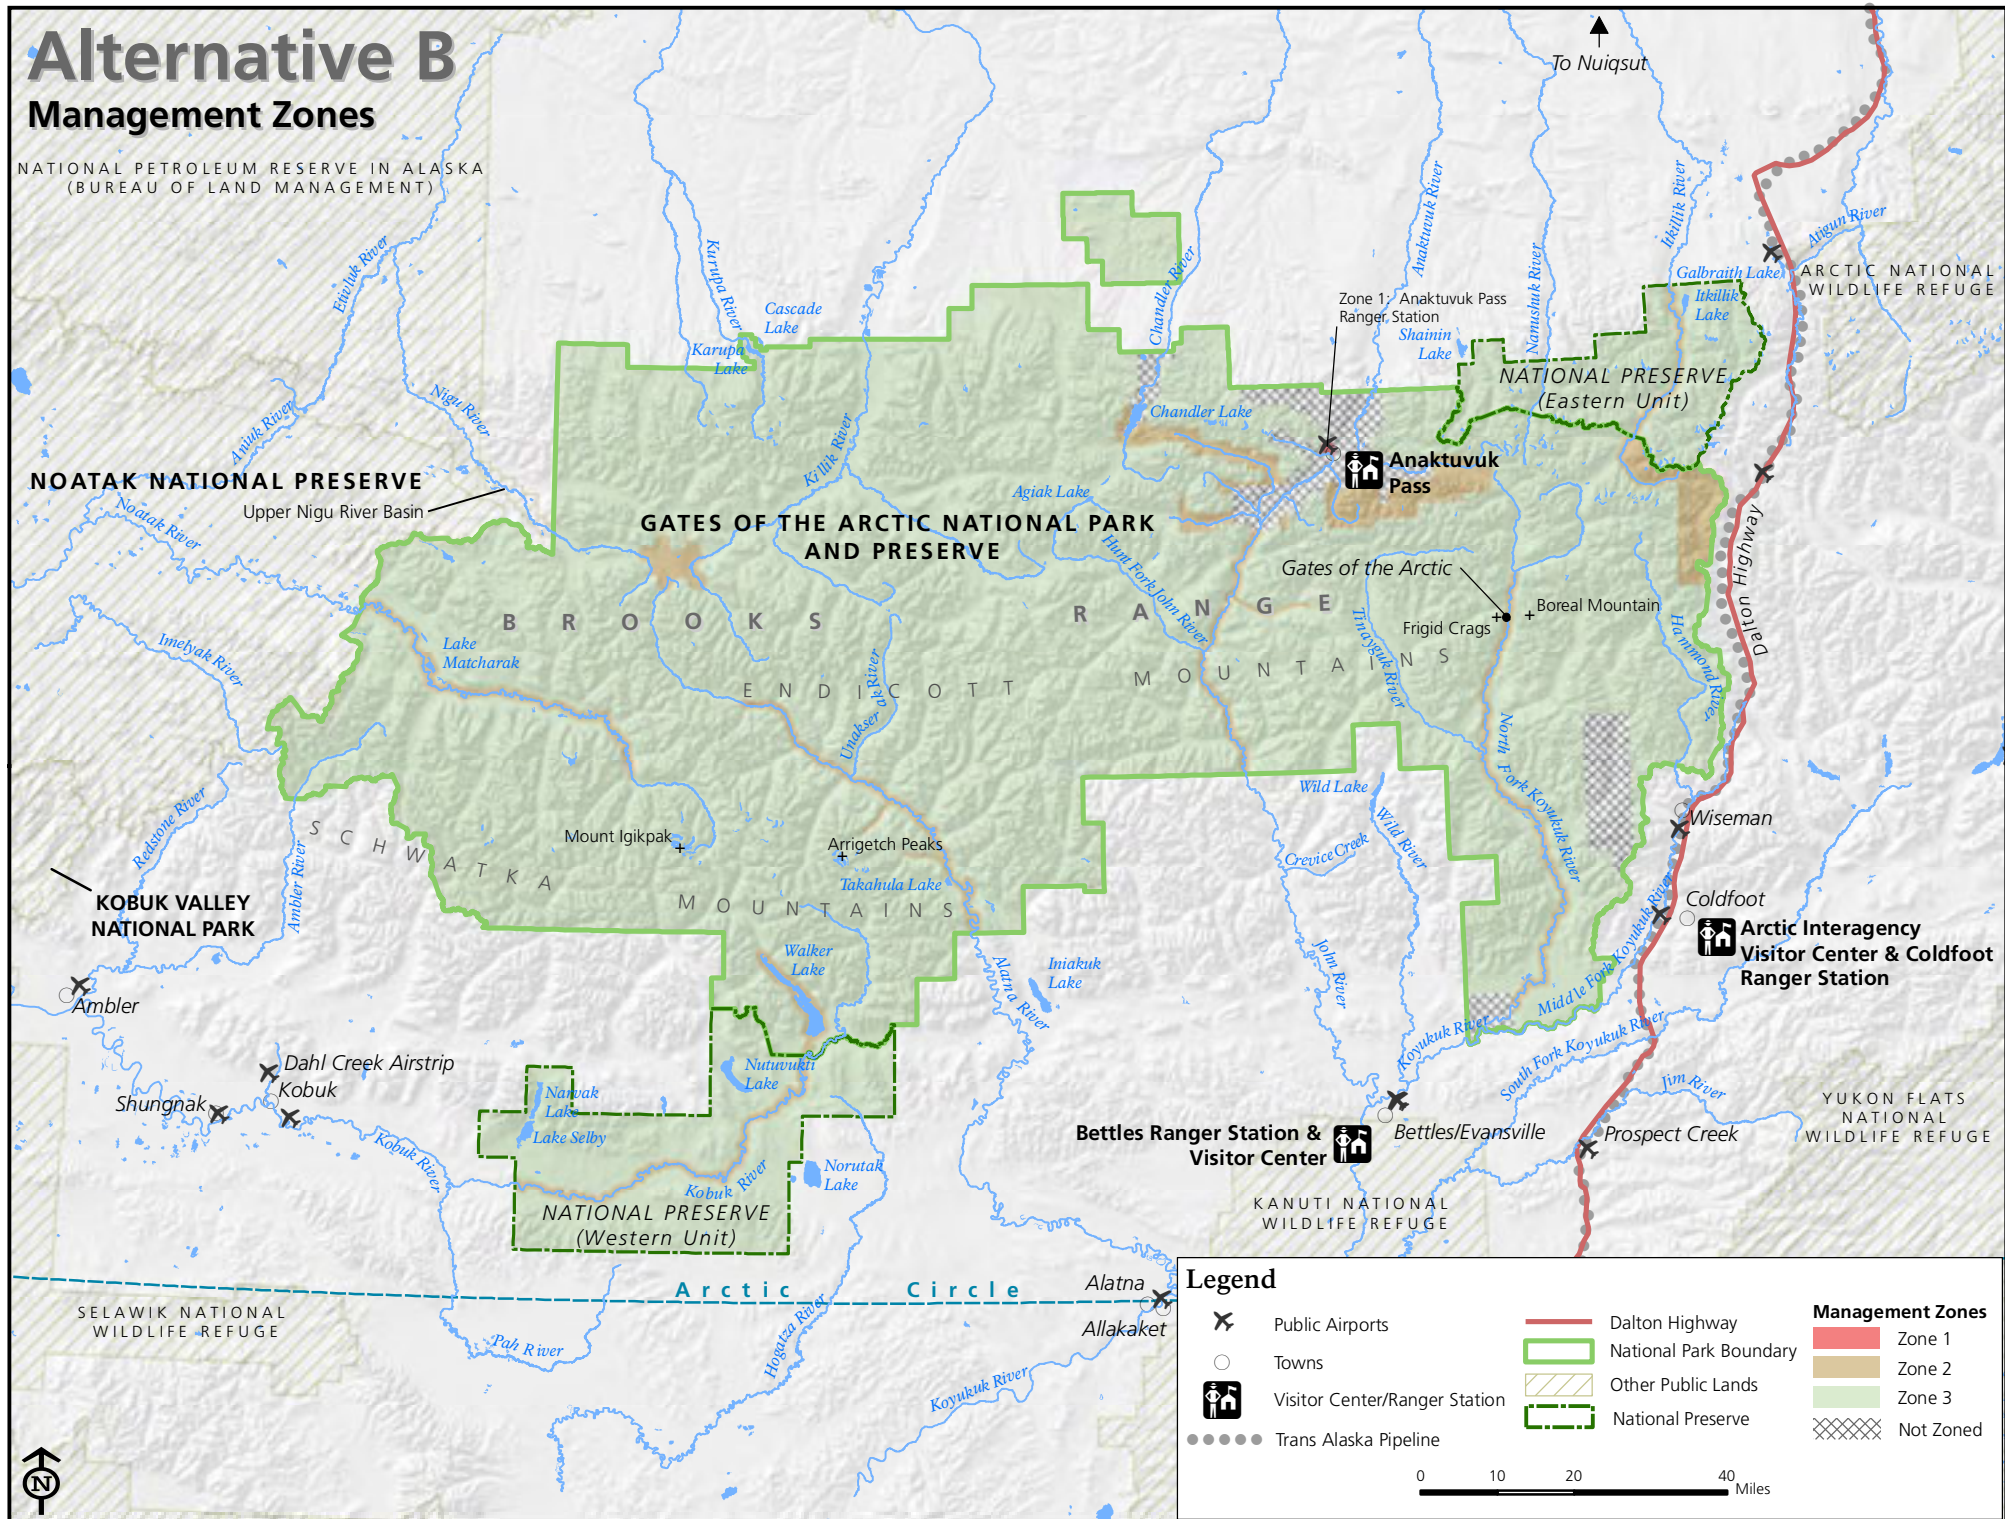 Alternative B
Management Zones
NATIONAL PETROLEUM RESERVE IN ALASKA
(BUREAU OF LAND MANAGEMENT)
To Nuiqsut
Etivluk River
Kurupa River
Cascade
Lake
Karupa
Lake
Chandler River
Anaktuvuk River
Nanushuk River
Itkillik River
Atigun River
Galbraith Lake
Itkillik
Lake
ARCTIC NATIONAL
WILDLIFE REFUGE
Zone 1: Anaktuvuk Pass
Ranger Station
Shainin
Lake
NATIONAL PRESERVE
(Eastern Unit)
Aniuk River
Nigu River
Killik River
Chandler Lake
Anaktuvuk
Pass
NOATAK NATIONAL PRESERVE
Upper Nigu River Basin
Noatak River
Agiak Lake
GATES OF THE ARCTIC NATIONAL PARK
AND PRESERVE
Hunt Fork John River
Gates of the Arctic
Dalton Highway
BROOKS RANGE
Boreal Mountain
Frigid Crags
Tinayguk River
Hammond River
Imelyak River
Lake
Matcharak
Unakserak River
ENDICOTT MOUNTAINS
North Fork Koyukuk River
Wild Lake
Wild River
Crevice Creek
Wiseman
Redstone River
Ambler River
SCHWATKA
MOUNTAINS
Mount Igikpak
Arrigetch Peaks
Takahula Lake
KOBUK VALLEY
NATIONAL PARK
Coldfoot
Arctic Interagency
Visitor Center & Coldfoot
Ranger Station
Walker
Lake
Alatna River
Iniakuk
Lake
John River
Middle Fork Koyukuk River
Koyukuk River
South Fork Koyukuk River
Ambler
Dahl Creek Airstrip
Kobuk
Shungnak
Kobuk River
Narvak
Lake
Lake Selby
Nutuvukti
Lake
Jim River
YUKON FLATS
NATIONAL
WILDLIFE REFUGE
Bettles Ranger Station &
Visitor Center
Bettles/Evansville
Prospect Creek
Norutak
Lake
Kobuk River
NATIONAL PRESERVE
(Western Unit)
KANUTI NATIONAL
WILDLIFE REFUGE
Arctic Circle
SELAWIK NATIONAL
WILDLIFE REFUGE
Pah River
Hogatza River
Alatna
Allakaket
Koyukuk River
N
Legend
Public Airports
Towns
Visitor Center/Ranger Station
Trans Alaska Pipeline
Dalton Highway
National Park Boundary
Other Public Lands
National Preserve
Management Zones
Zone 1
Zone 2
Zone 3
Not Zoned
0 10 20 40
Miles